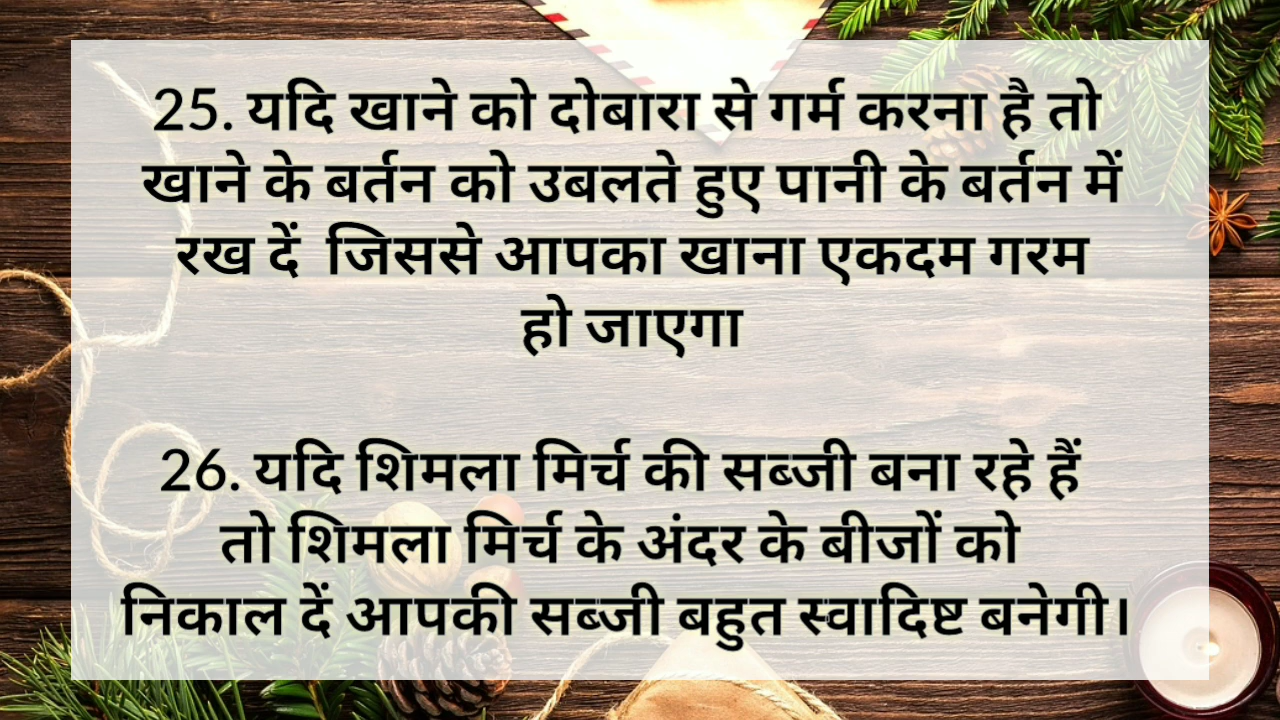 25. यदि खाने को दोबारा से गर्म करना है तो
खाने के बर्तन को उबलते हुए पानी के बर्तन में
रख दें  जिससे आपका खाना एकदम गरम
हो जाएगा
26. यदि शिमला मिर्च की सब्जी बना रहे हैं
तो शिमला मिर्च के अंदर के बीजों को
निकाल दें आपकी सब्जी बहुत स्वादिष्ट बनेगी।